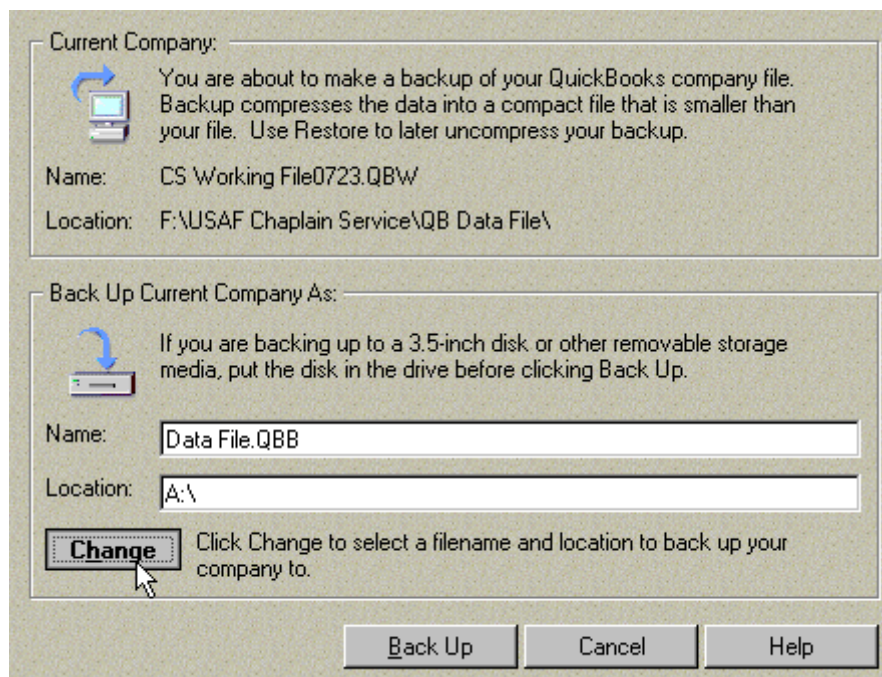 Current Company:
You are about to make a backup of your QuickBooks company file.
Backup compresses the data into a compact file that is smaller than
your file. Use Restore to later uncompress your backup.
Name: CS Working File0723.QBW
Location: F:\USAF Chaplain Service\QB Data File\
Back Up Current Company As:
If you are backing up to a 3.5-inch disk or other removable storage
media, put the disk in the drive before clicking Back Up.
Name: Data File.QBB
Location: A:\
Change Click Change to select a filename and location to back up your
company to.
Back Up Cancel Help